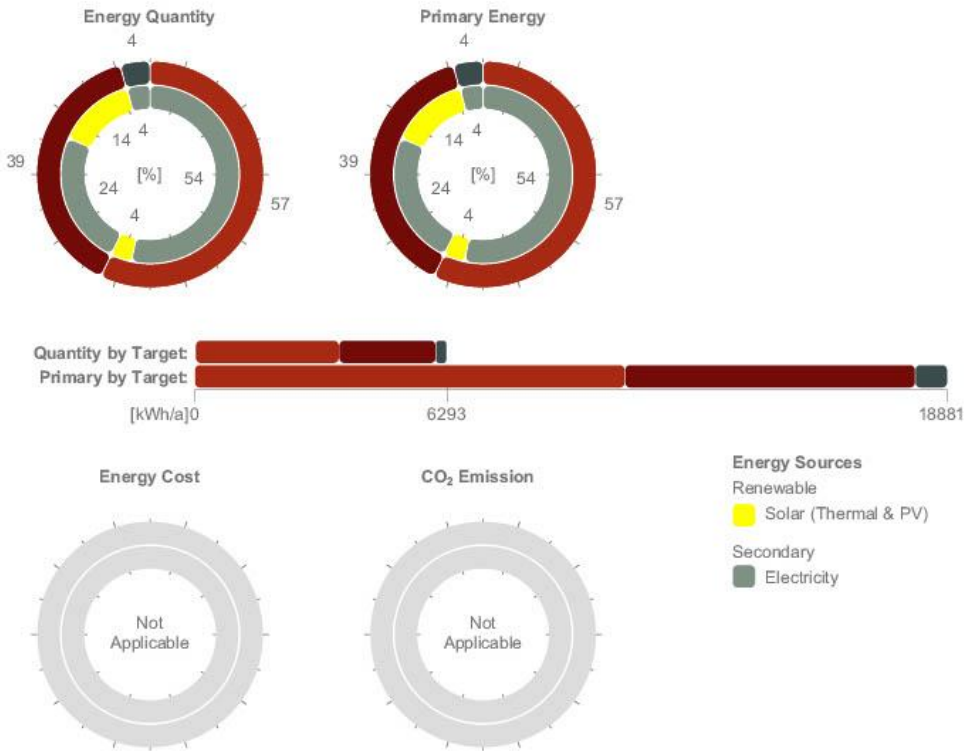 Energy Quantity
4
39
14
4
24
[%]
54
4
57
Primary Energy
4
39
14
4
24
[%]
54
4
57
Quantity by Target:
Primary by Target:
[kWh/a]0
6293
18881
Energy Cost
Not
Applicable
CO₂ Emission
Not
Applicable
Energy Sources
Renewable
Solar (Thermal & PV)
Secondary
Electricity